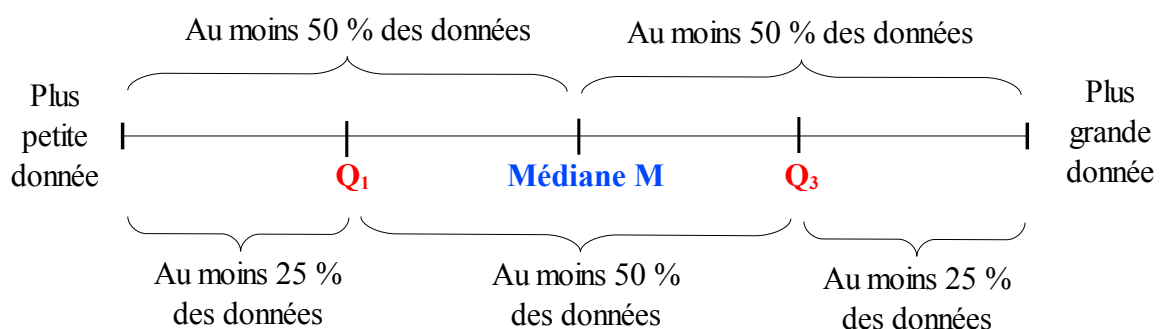 Au moins 50 % des données
Au moins 50 % des données
Plus
petite
donnée
Plus
grande
donnée
Q₁
Médiane M
Q₃
Au moins 25 %
des données
Au moins 50 %
des données
Au moins 25 %
des données